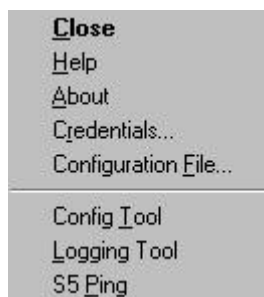 Close
Help
About
Credentials...
Configuration File...
Config Tool
Logging Tool
S5 Ping